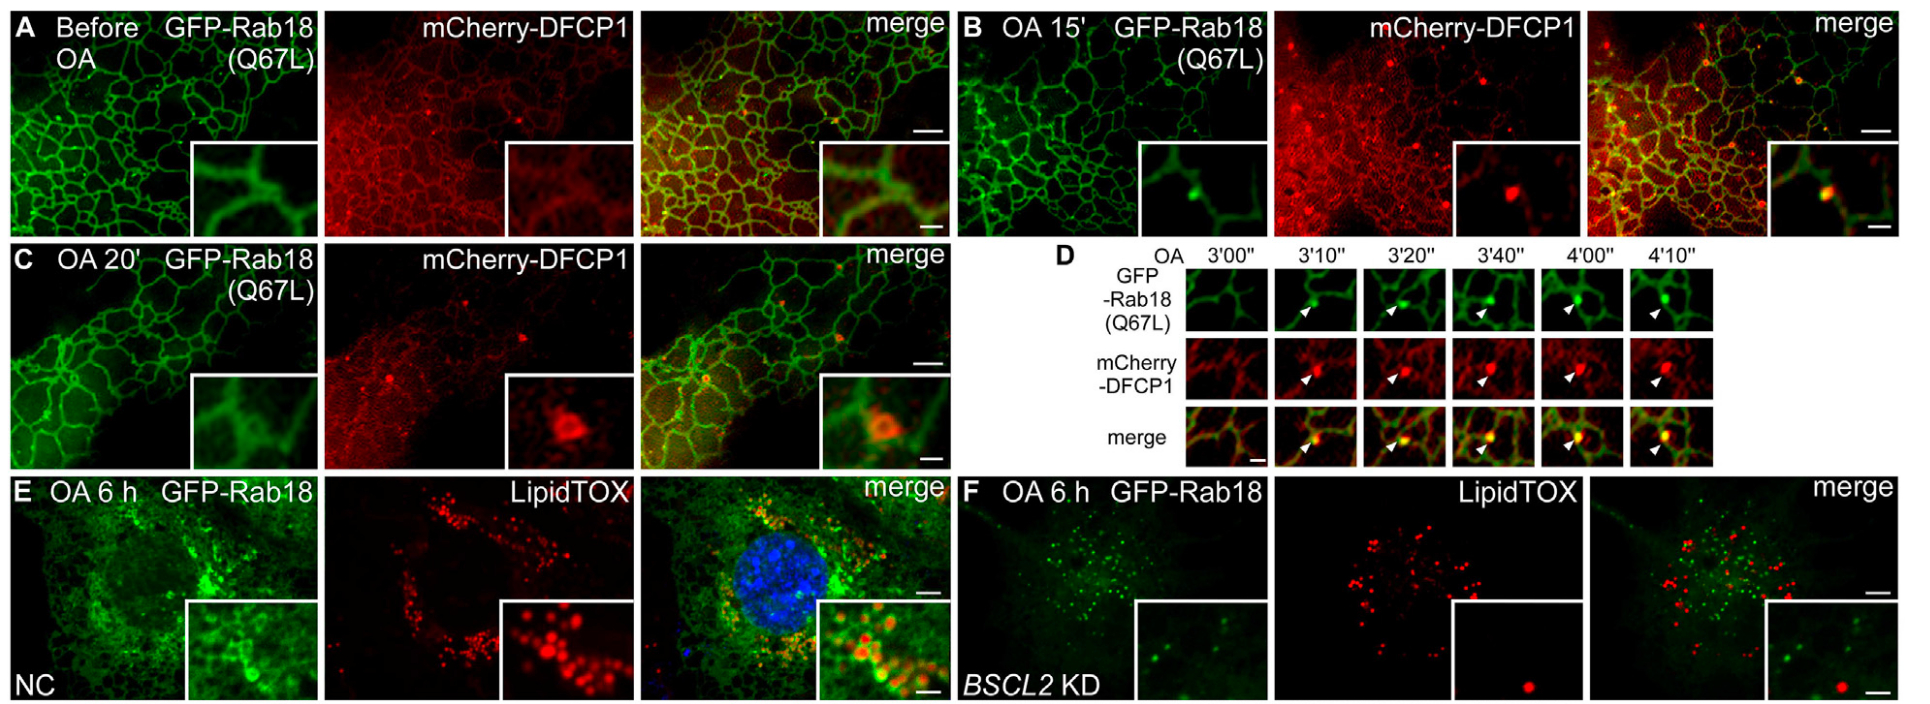 A Before GFP-Rab18 mCherry-DFCP1 merge
OA (Q67L)
B OA 15' GFP-Rab18 mCherry-DFCP1 merge
(Q67L)
C OA 20' GFP-Rab18 mCherry-DFCP1 merge
(Q67L)
D OA 3'00" 3'10" 3'20" 3'40" 4'00" 4'10"
GFP
-Rab18
(Q67L)
mCherry
-DFCP1
merge
E OA 6 h GFP-Rab18 LipidTOX merge
NC
F OA 6 h GFP-Rab18 LipidTOX merge
BSCL2 KD